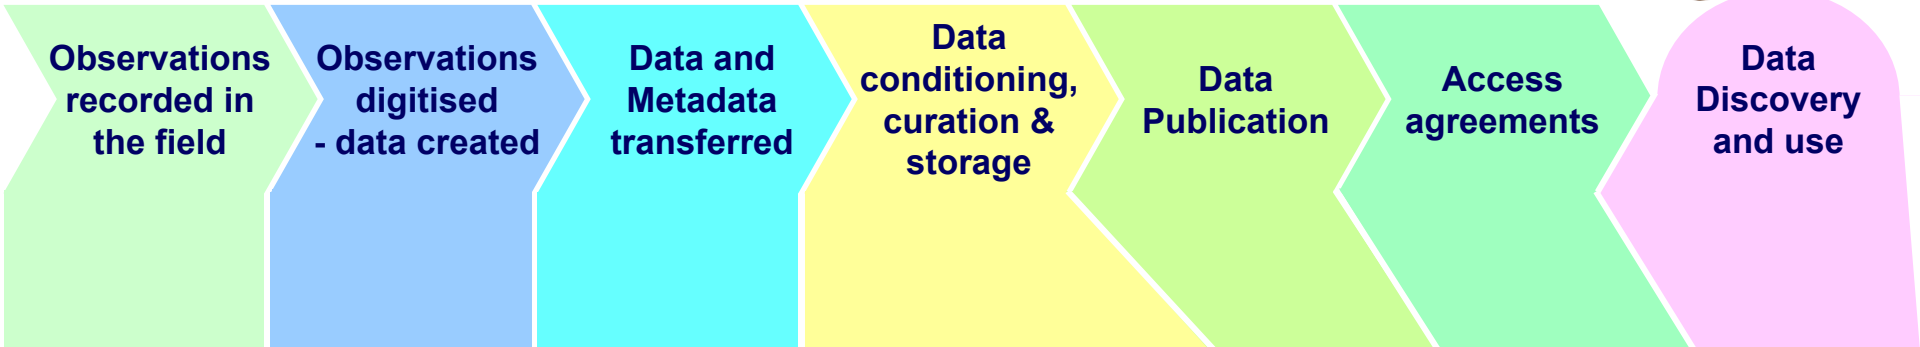 Observations
recorded in
the field
Observations
digitised
- data created
Data and
Metadata
transferred
Data
conditioning,
curation &
storage
Data
Publication
Access
agreements
Data
Discovery
and use